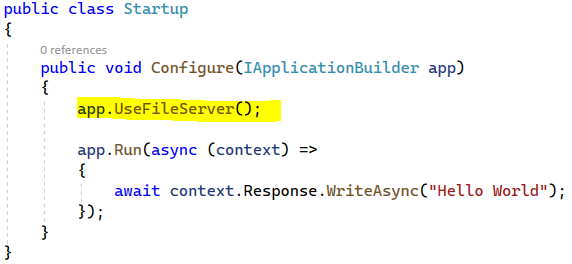 public class Startup
{
0 references
public void Configure(IApplicationBuilder app)
{
app.UseFileServer();
app.Run(async (context) =>
{
await context.Response.WriteAsync("Hello World");
});
}
}